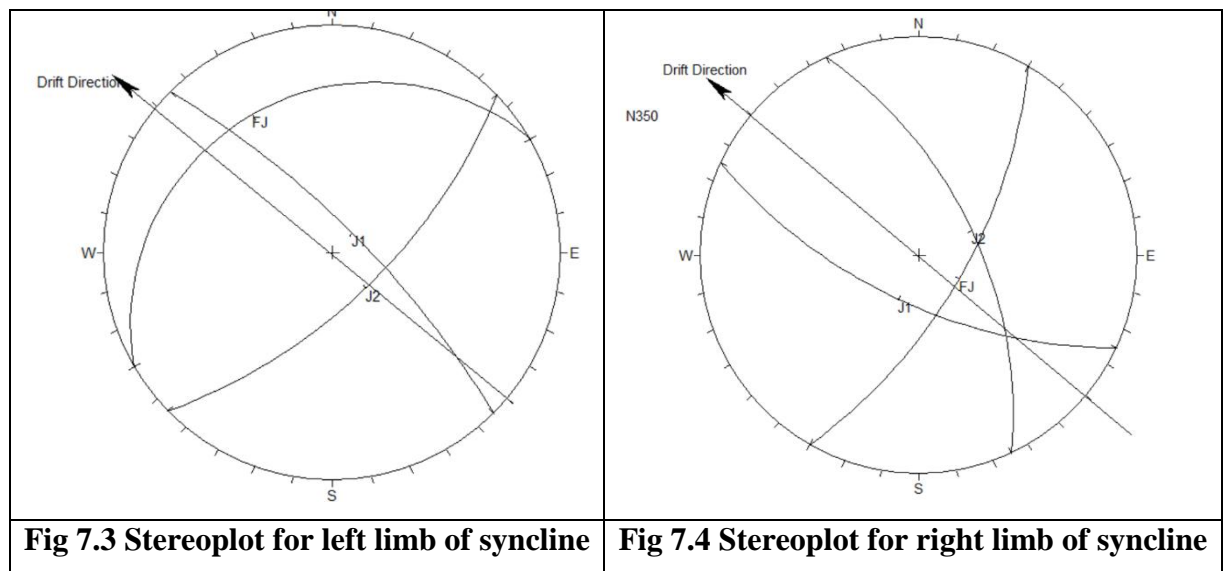 N
Drift Direction
FJ
W
E
J1
J2
S
Fig 7.3 Stereoplot for left limb of syncline
N
Drift Direction
N350
W
E
J2
FJ
J1
S
Fig 7.4 Stereoplot for right limb of syncline